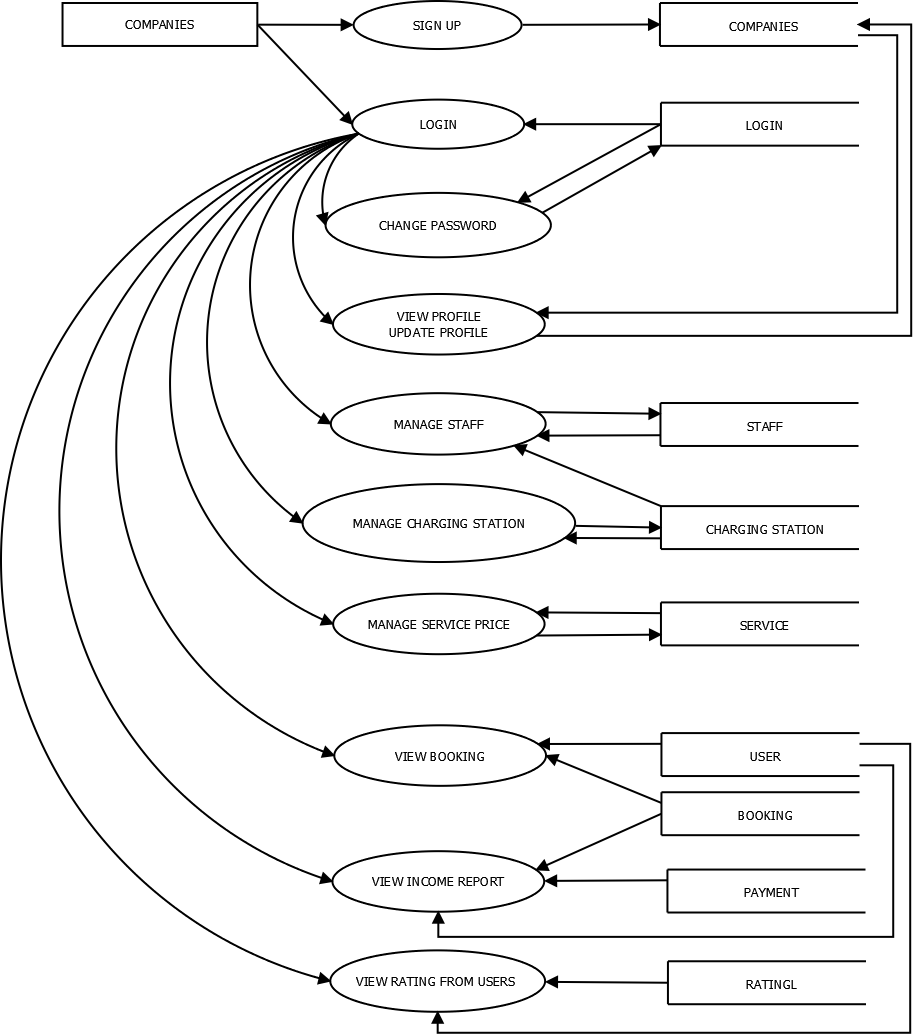 COMPANIES
SIGN UP
COMPANIES
LOGIN
LOGIN
CHANGE PASSWORD
VIEW PROFILE
UPDATE PROFILE
MANAGE STAFF
STAFF
MANAGE CHARGING STATION
CHARGING STATION
MANAGE SERVICE PRICE
SERVICE
VIEW BOOKING
USER
BOOKING
VIEW INCOME REPORT
PAYMENT
VIEW RATING FROM USERS
RATINGL